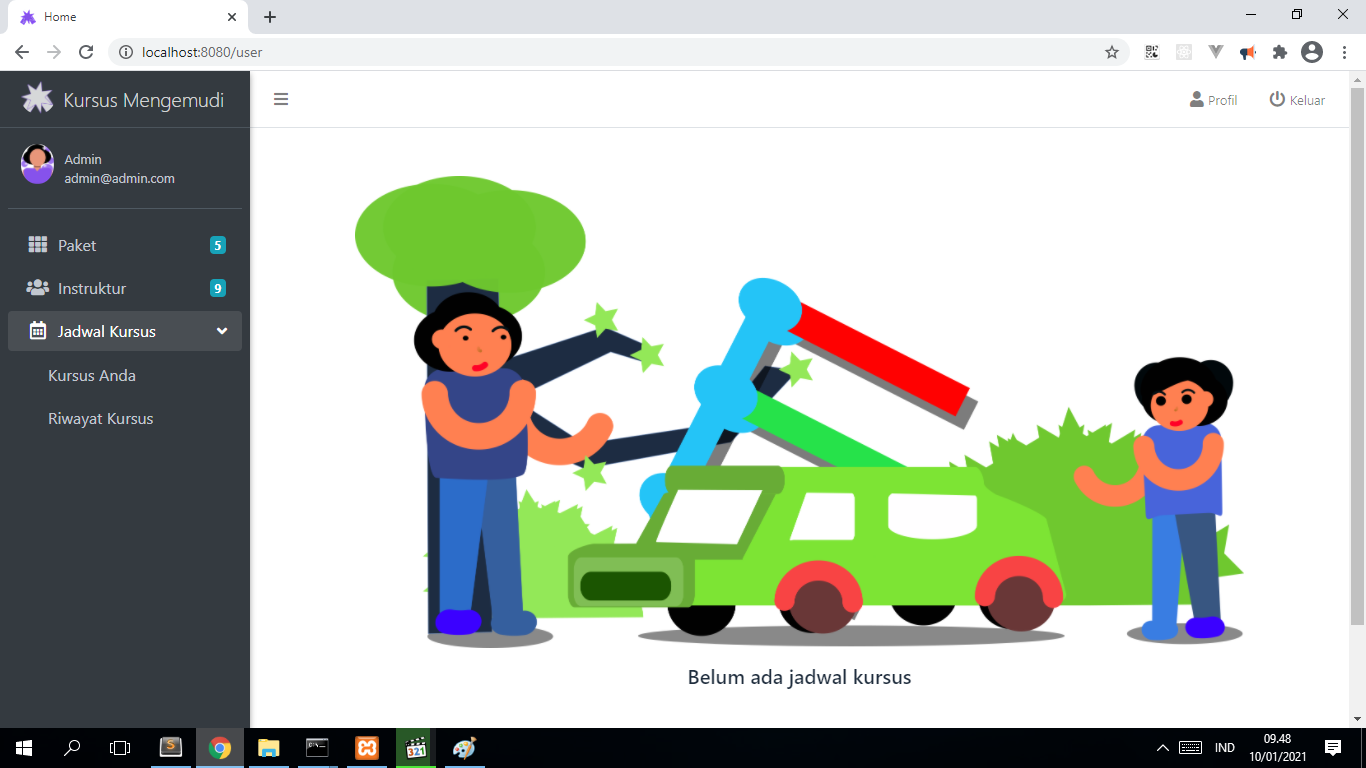 Home
localhost:8080/user
Kursus Mengemudi
Profil
Keluar
Admin
admin@admin.com
Paket
5
Instruktur
9
Jadwal Kursus
Kursus Anda
Riwayat Kursus
Belum ada jadwal kursus
321
IND
09.48
10/01/2021